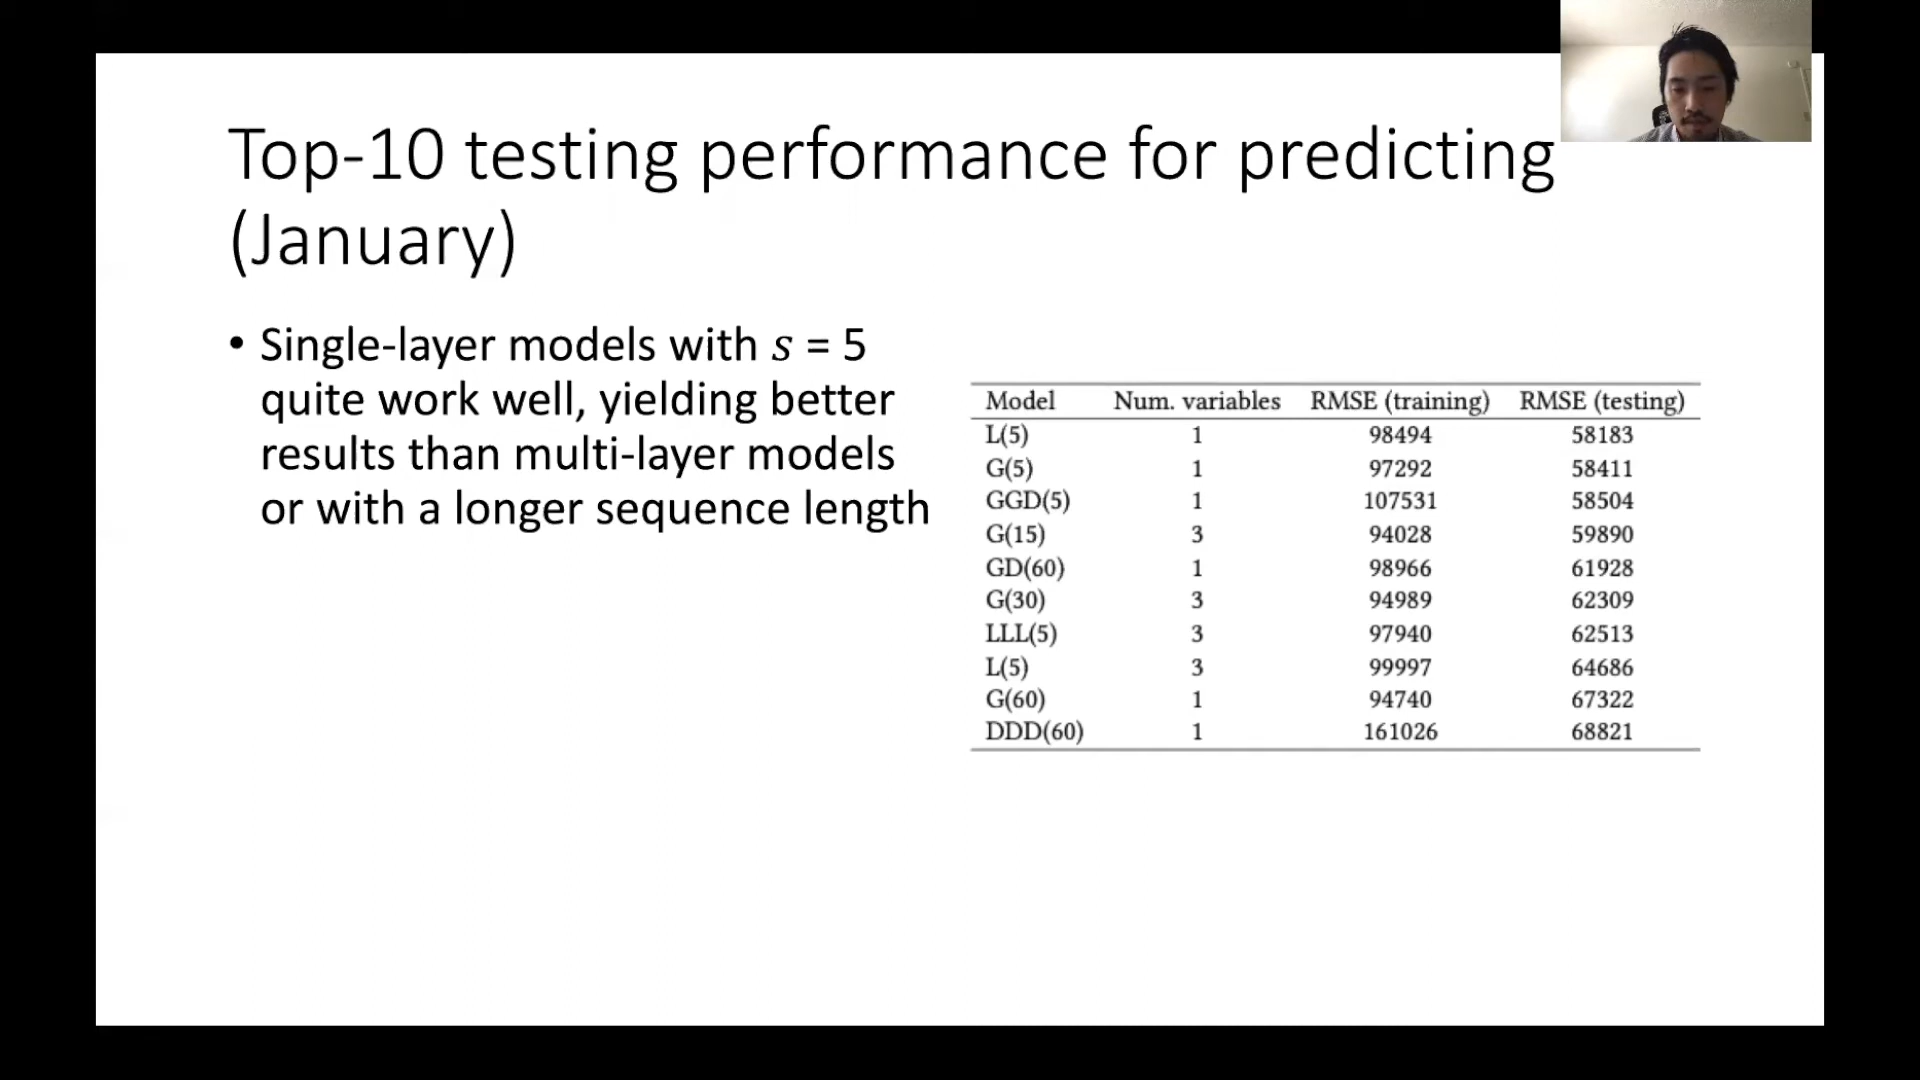 Top-10 testing performance for predicting
(January)
• Single-layer models with s = 5
quite work well, yielding better
results than multi-layer models
or with a longer sequence length
Model Num. variables RMSE (training) RMSE (testing)
L(5) 1 98494 58183
G(5) 1 97292 58411
GGD(5) 1 107531 58504
G(15) 3 94028 59890
GD(60) 1 98966 61928
G(30) 3 94989 62309
LLL(5) 3 97940 62513
L(5) 3 99997 64686
G(60) 1 94740 67322
DDD(60) 1 161026 68821